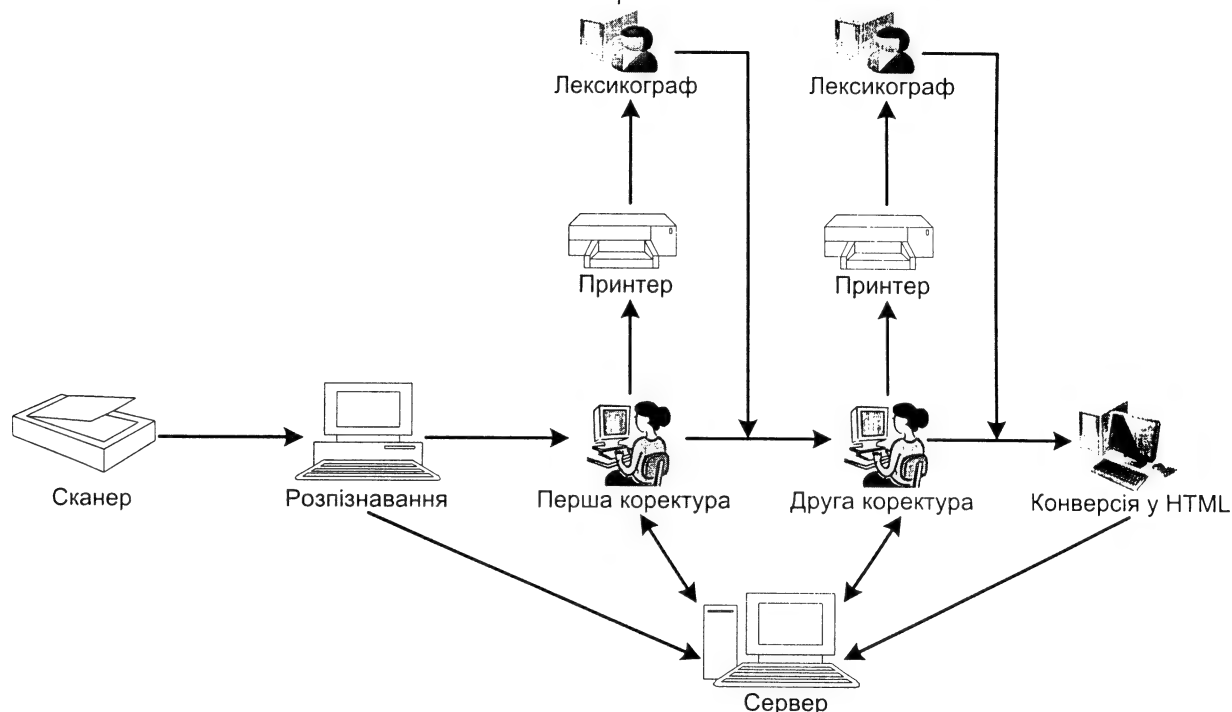 Лексикограф
Лексикограф
Принтер
Принтер
Сканер
Розпізнавання
Перша коректура
Друга коректура
Конверсія у HTML
Сервер